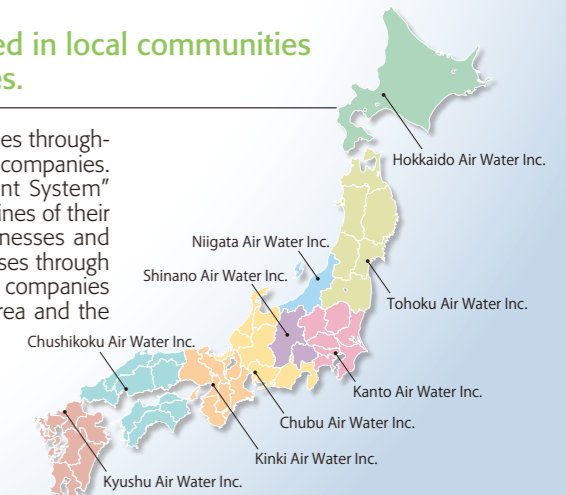 ed in local communities
es.
es through-
companies.
nt System”
ines of their
nesses and
ses through
companies
rea and the
Hokkaido Air Water Inc.
Niigata Air Water Inc.
Shinano Air Water Inc.
Tohoku Air Water Inc.
Chushikoku Air Water Inc.
Kanto Air Water Inc.
Chubu Air Water Inc.
Kinki Air Water Inc.
Kyushu Air Water Inc.